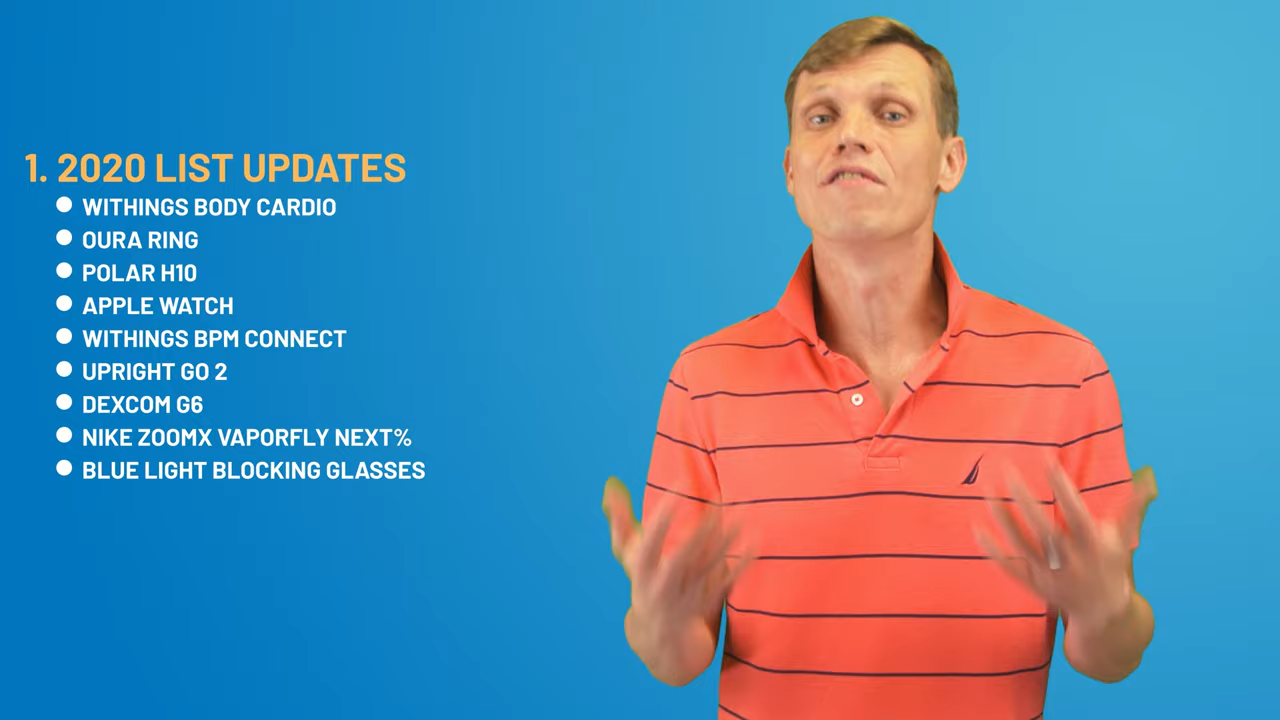 1. 2020 LIST UPDATES
WITHINGS BODY CARDIO
OURA RING
POLAR H10
APPLE WATCH
WITHINGS BPM CONNECT
UPRIGHT GO 2
DEXCOM G6
NIKE ZOOMX VAPORFLY NEXT%
BLUE LIGHT BLOCKING GLASSES